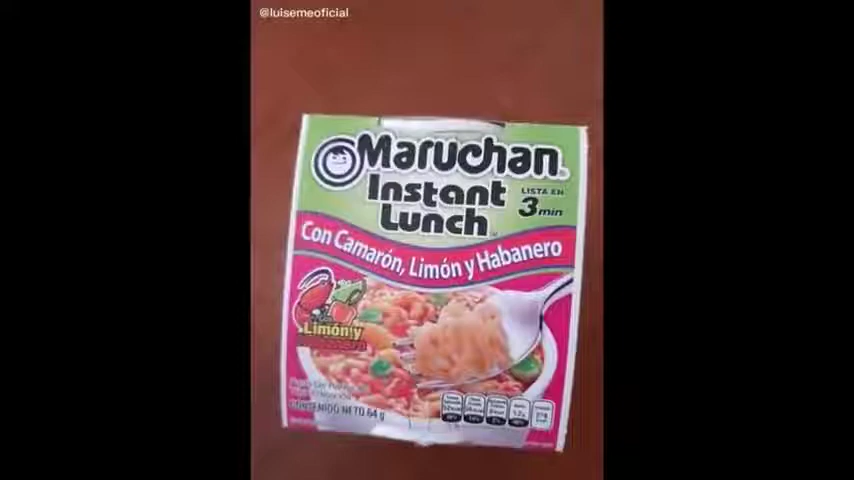 @luisemeoficial
Maruchan
Instant
Lunch
LISTA EN
3 min
Con Camarón, Limón y Habanero
Limón y
CONTENIDO NETO 64 g